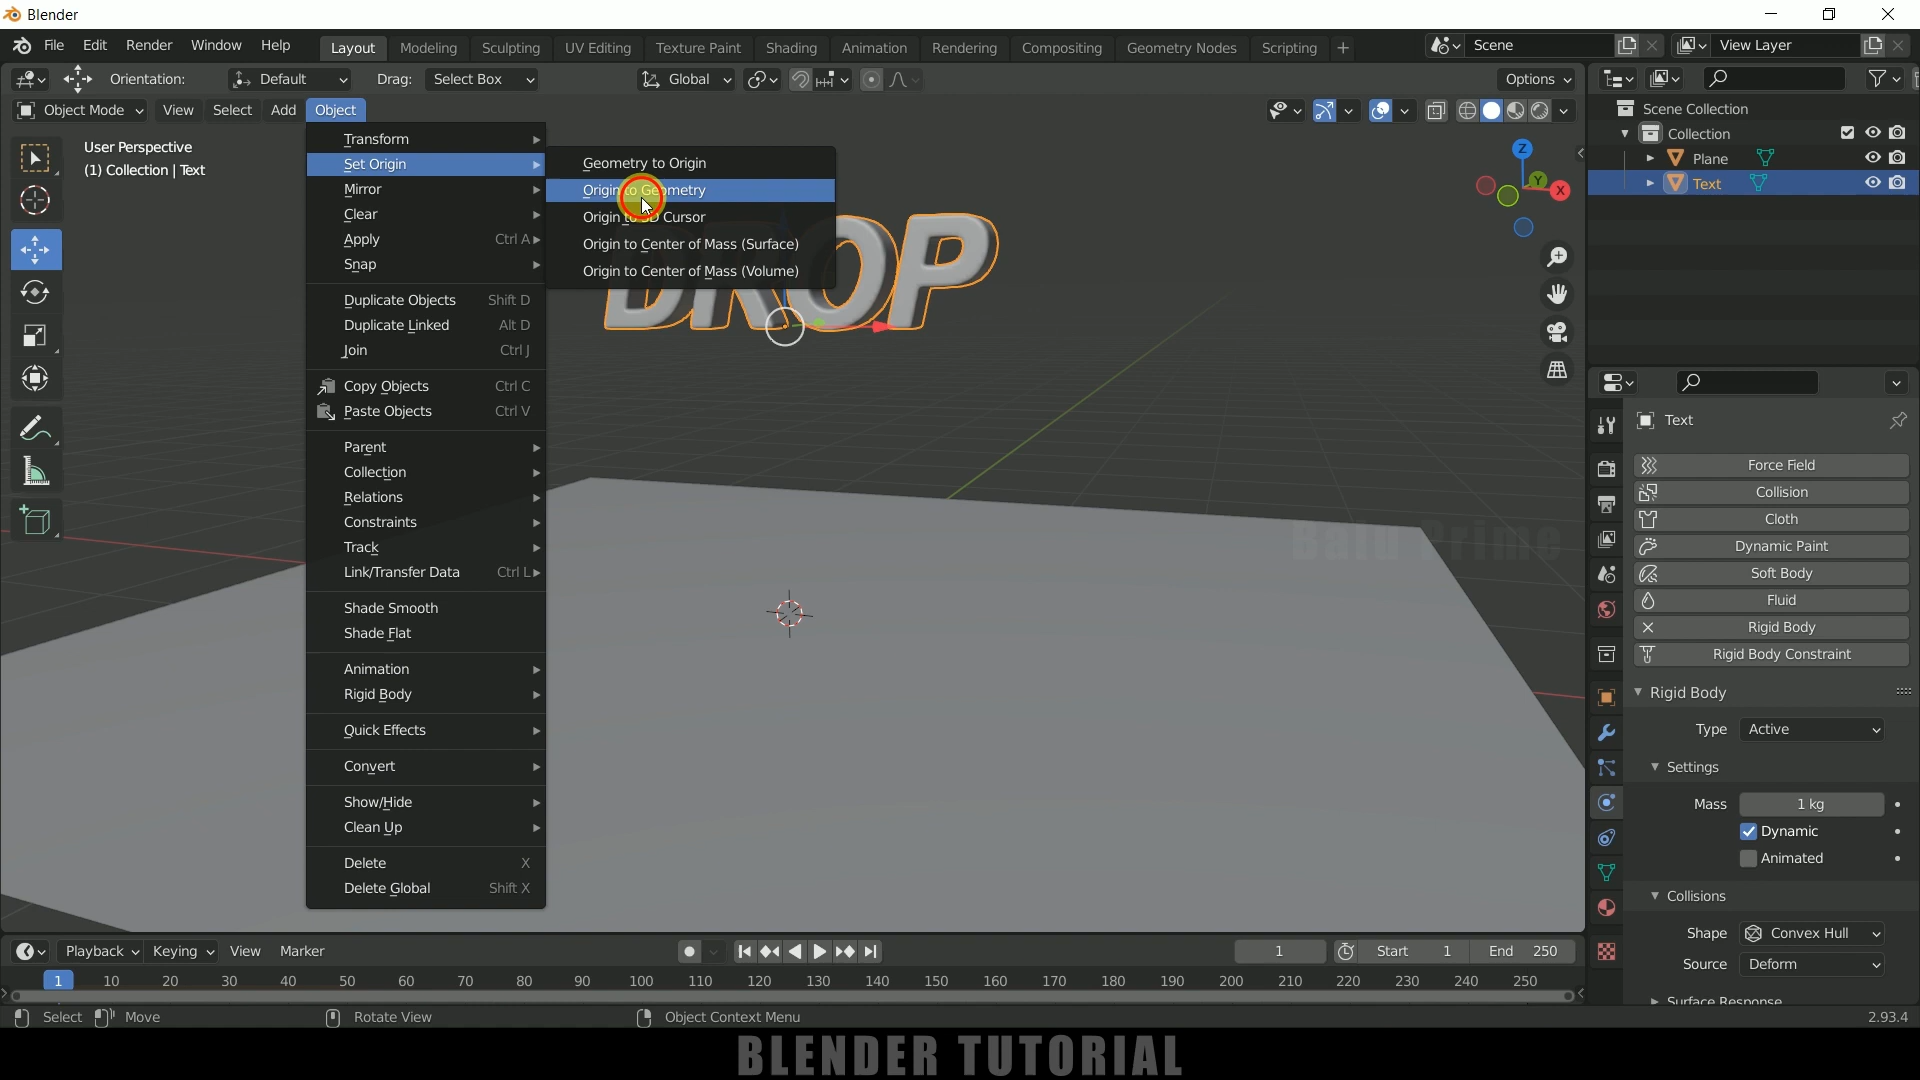 Blender
File Edit Render Window Help Layout Modeling Sculpting UV Editing Texture Paint Shading Animation Rendering Compositing Geometry Nodes Scripting + Scene View Layer
Orientation: Default Drag: Select Box Global Options
Object Mode View Select Add Object
User Perspective
(1) Collection | Text
Transform
Set Origin
Mirror
Clear
Apply Ctrl A
Snap
Duplicate Objects Shift D
Duplicate Linked Alt D
Join Ctrl J
Copy Objects Ctrl C
Paste Objects Ctrl V
Parent
Collection
Relations
Constraints
Track
Link/Transfer Data Ctrl L
Shade Smooth
Shade Flat
Animation
Rigid Body
Quick Effects
Convert
Show/Hide
Clean Up
Delete X
Delete Global Shift X
Geometry to Origin
Origin to Geometry
Origin to 3D Cursor
Origin to Center of Mass (Surface)
Origin to Center of Mass (Volume)
DROP
Z
Y
X
Balu Prime
Scene Collection
Collection
Plane
Text
Text
Force Field
Collision
Cloth
Dynamic Paint
Soft Body
Fluid
Rigid Body
Rigid Body Constraint
Rigid Body
Type Active
Settings
Mass 1 kg
Dynamic
Animated
Collisions
Shape Convex Hull
Source Deform
Surface Response
Playback Keying View Marker 1 Start 1 End 250
1 10 20 30 40 50 60 70 80 90 100 110 120 130 140 150 160 170 180 190 200 210 220 230 240 250
Select Move Rotate View Object Context Menu 2.93.4
BLENDER TUTORIAL